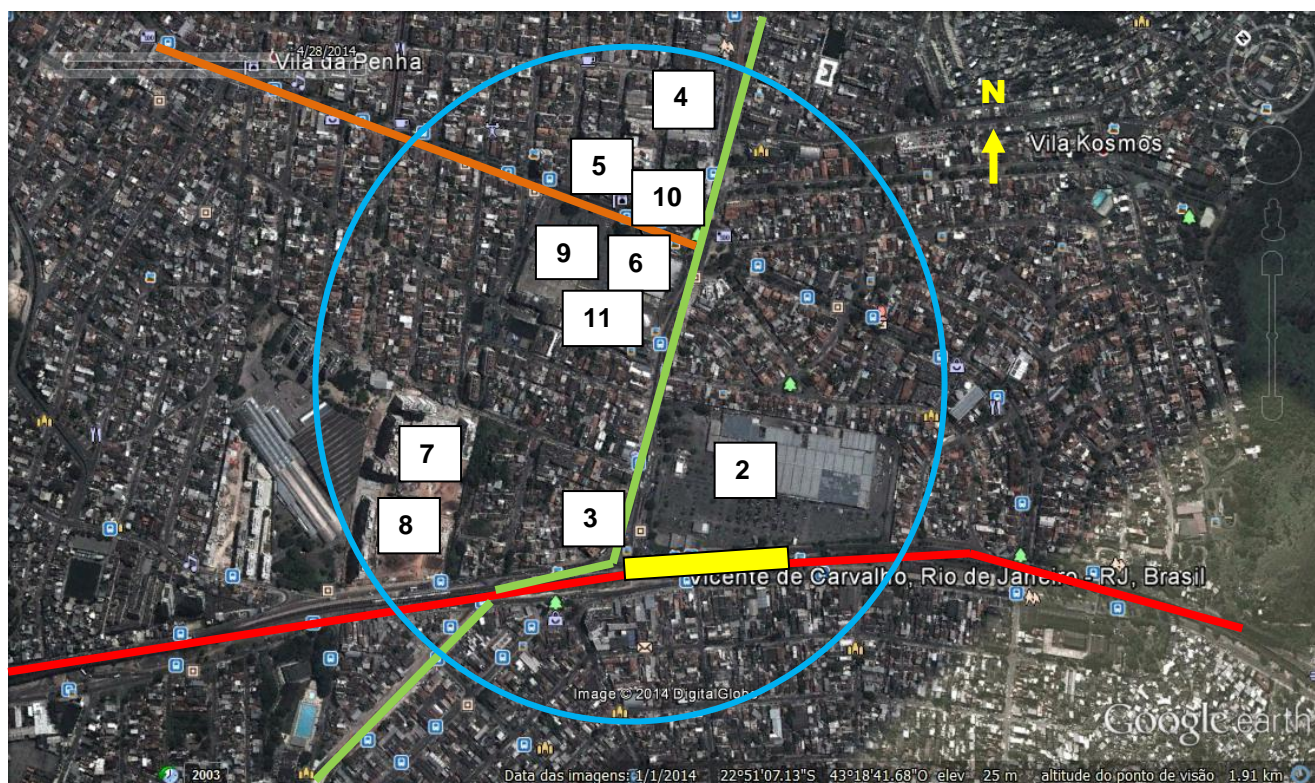 4/28/2014
Vila da Penha
4
N
Vila Kosmos
5
10
9
6
11
7
2
8
3
Vicente de Carvalho, Rio de Janeiro - RJ, Brasil
Image © 2014 DigitalGlobe
Google earth
2003
Data das imagens: 1/1/2014 22°51'07.13"S 43°18'41.68"O elev 25 m altitude do ponto de visão 1.91 km